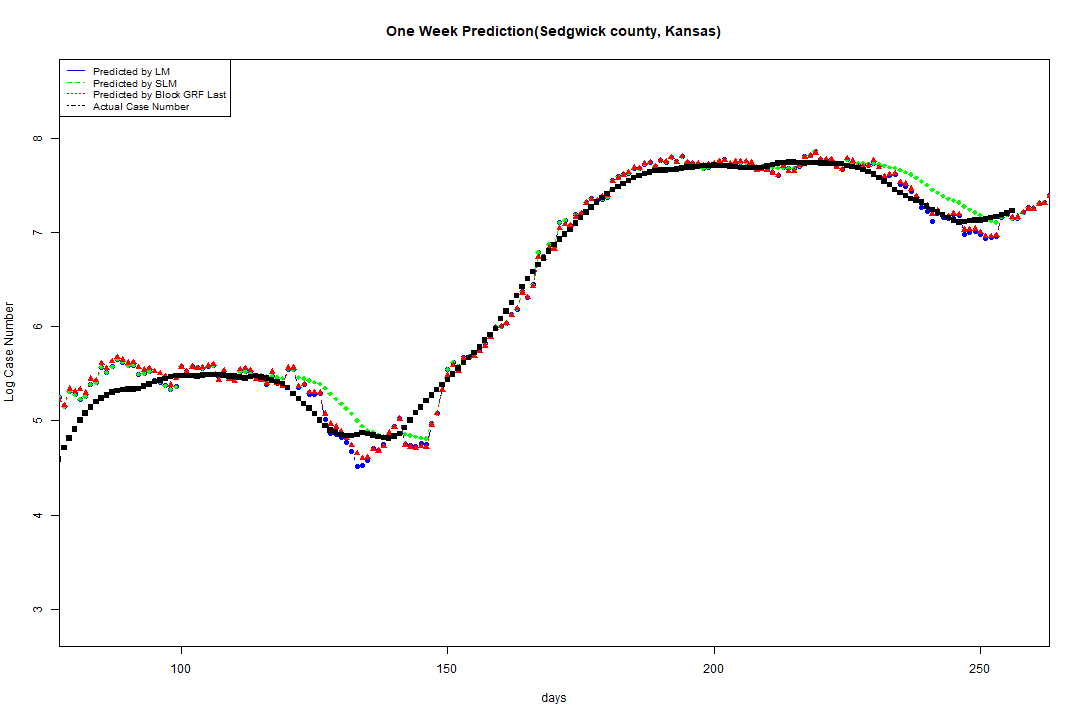 One Week Prediction(Sedgwick county, Kansas)
Predicted by LM
Predicted by SLM
Predicted by Block GRF Last
Actual Case Number
8
7
6
5
4
3
Log Case Number
100 150 200 250
days